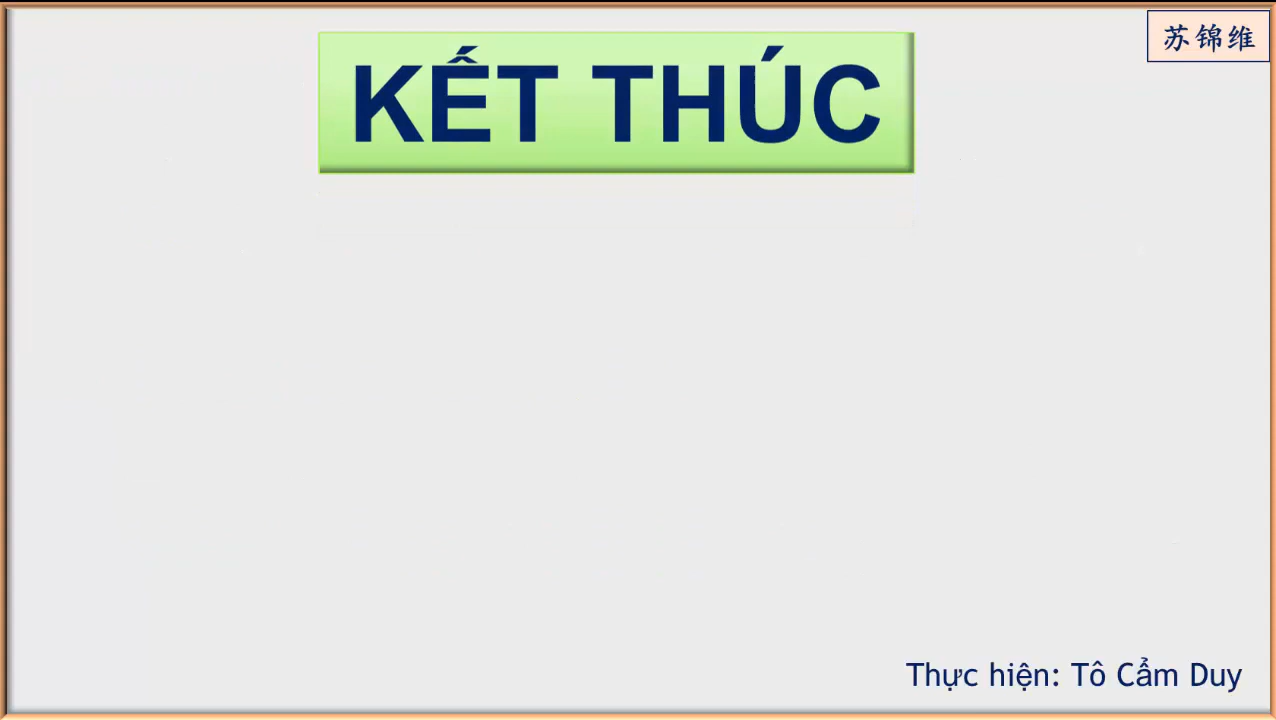 苏锦维
KẾT THÚC
Thực hiện: Tô Cẩm Duy